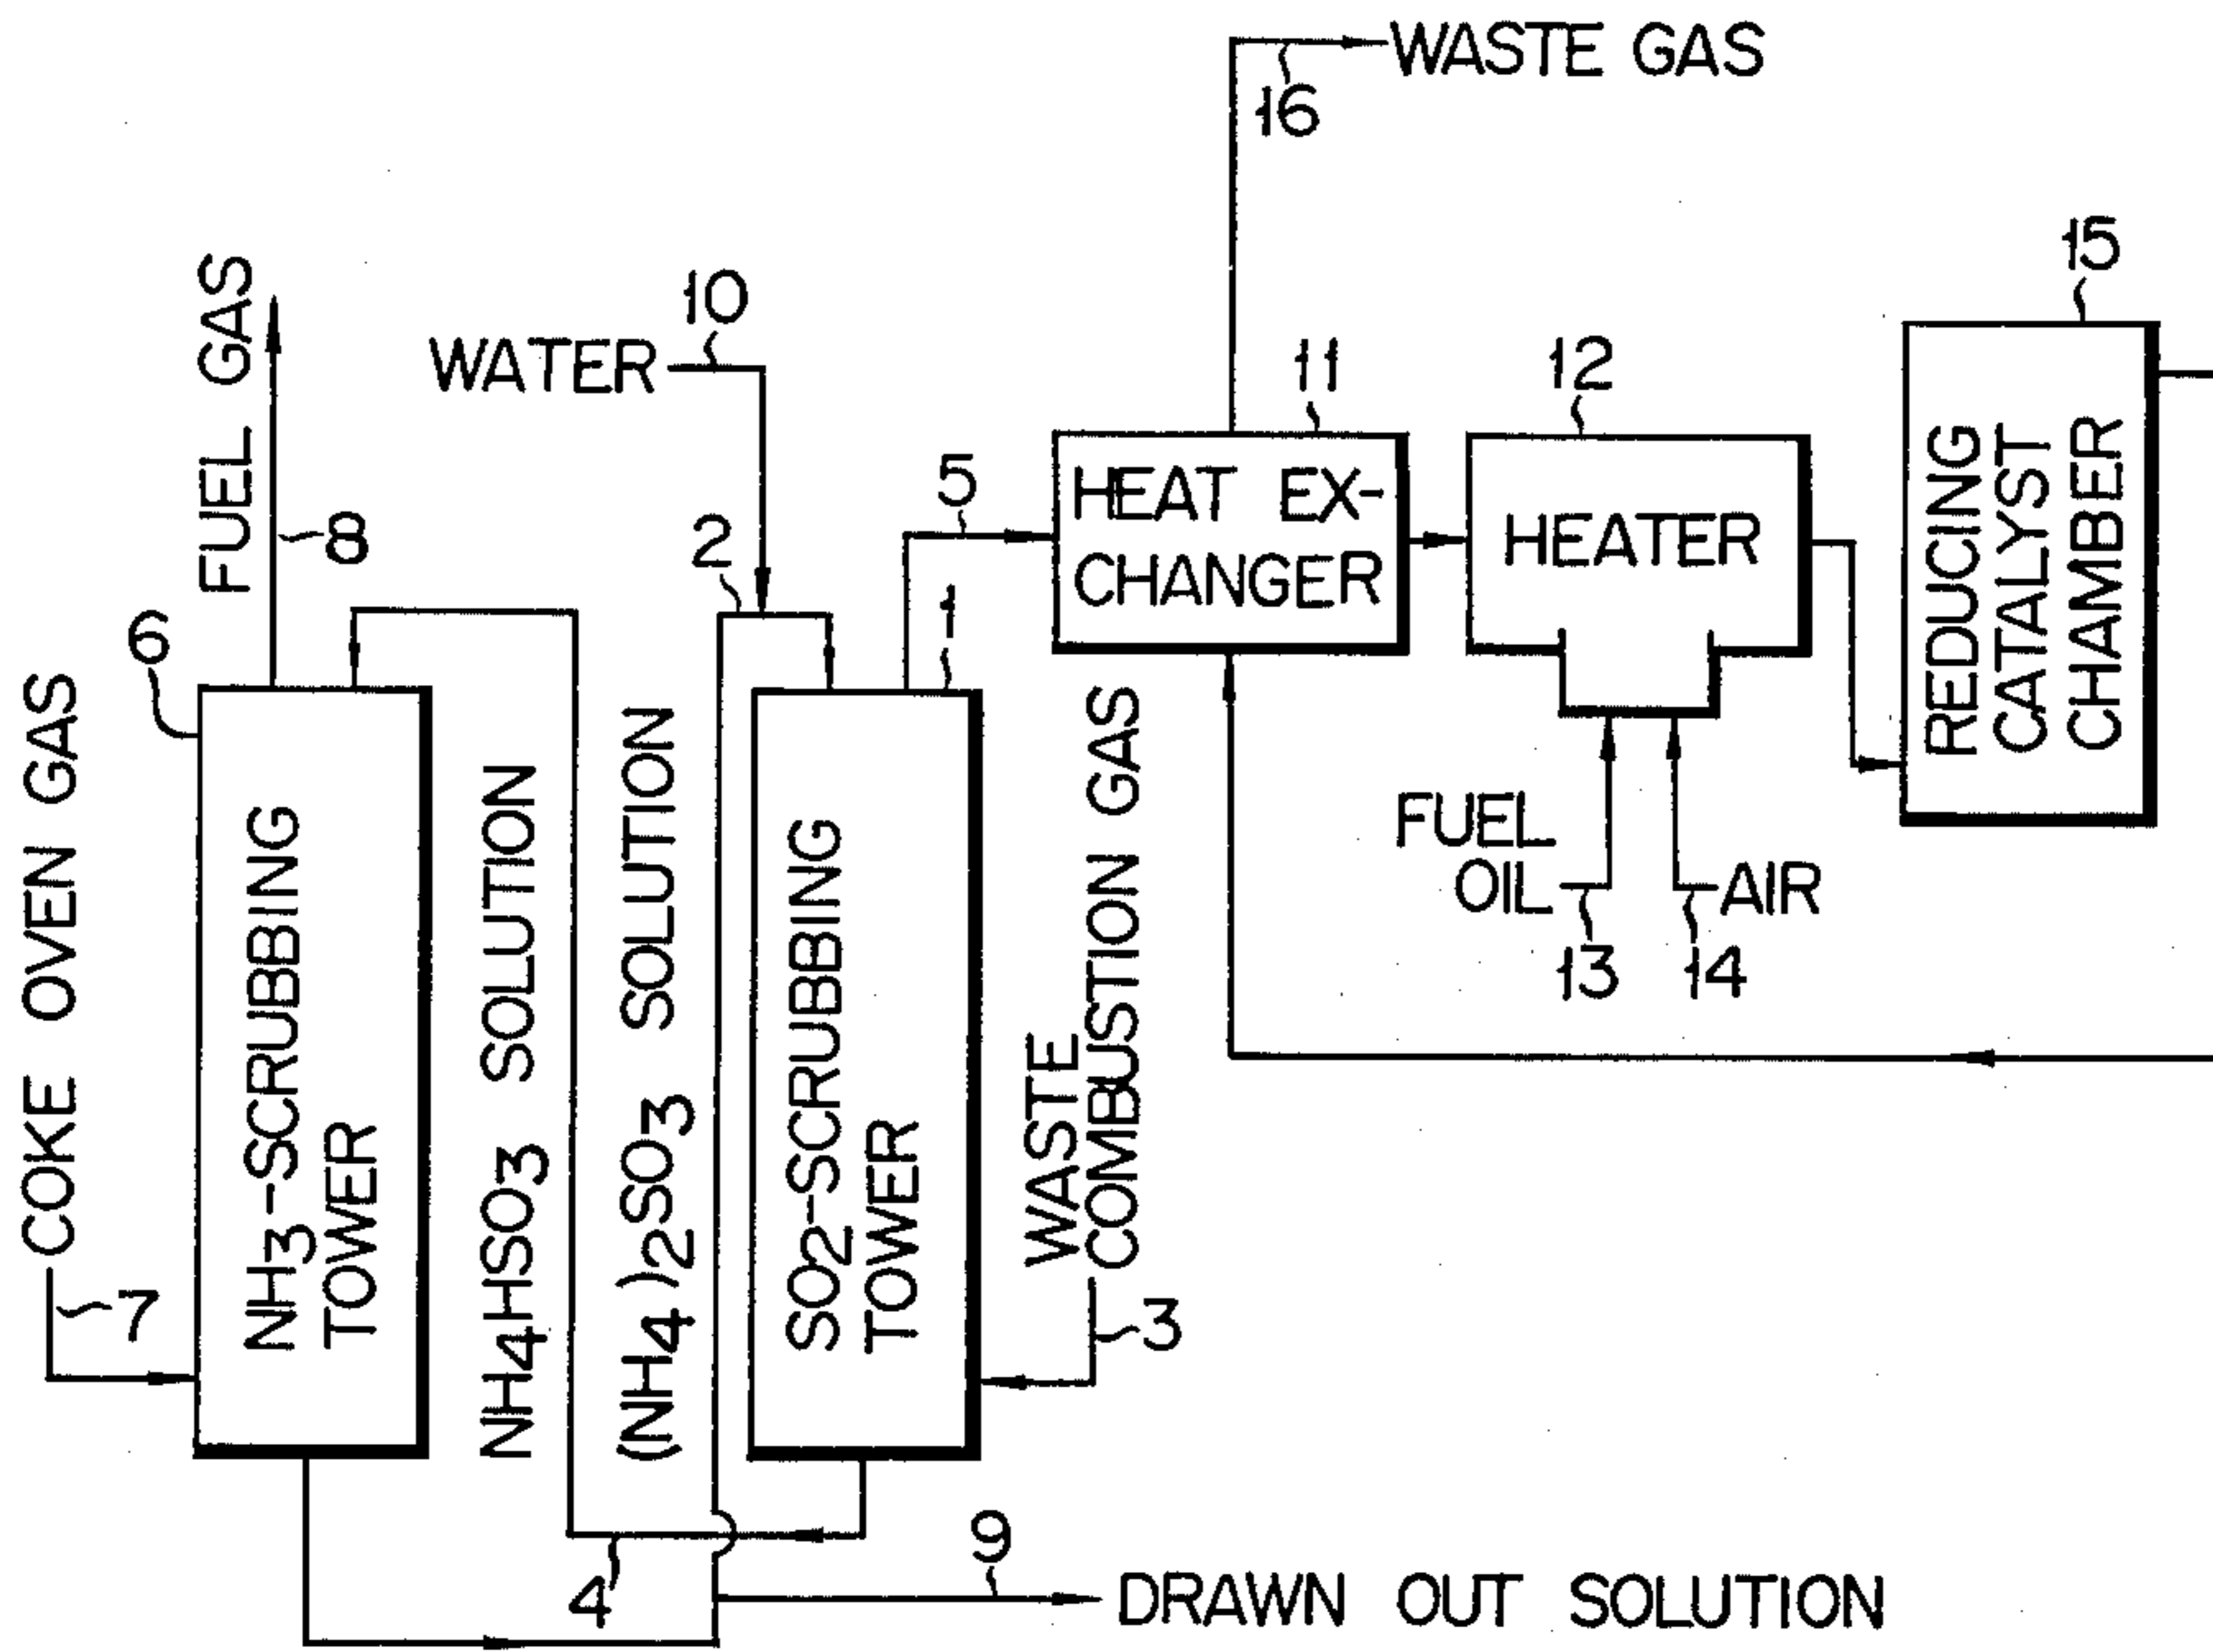 WASTE GAS
16
15
FUEL GAS
10
WATER
11
12
8
2
5
HEAT EX-
CHANGER
HEATER
REDUCING
CATALYST
CHAMBER
6
1
COKE OVEN GAS
NH3-SCRUBBING
TOWER
NH4HSO3 SOLUTION
(NH4)2SO3 SOLUTION
SO2-SCRUBBING
TOWER
WASTE
COMBUSTION GAS
FUEL
OIL
AIR
13
14
7
3
4
9
DRAWN OUT SOLUTION